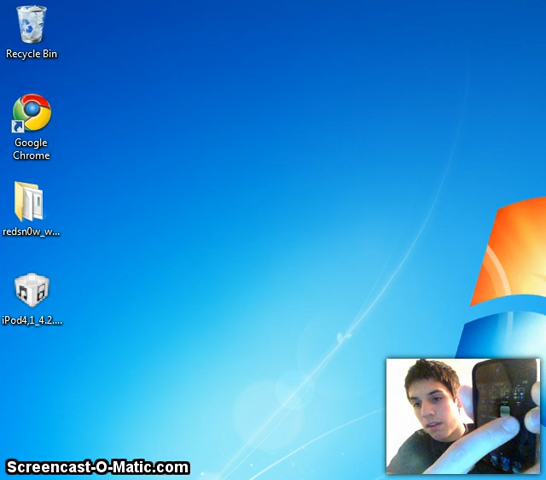 Recycle Bin
Google
Chrome
redsn0w_w...
iPod4,1_4.2....
Screencast-O-Matic.com